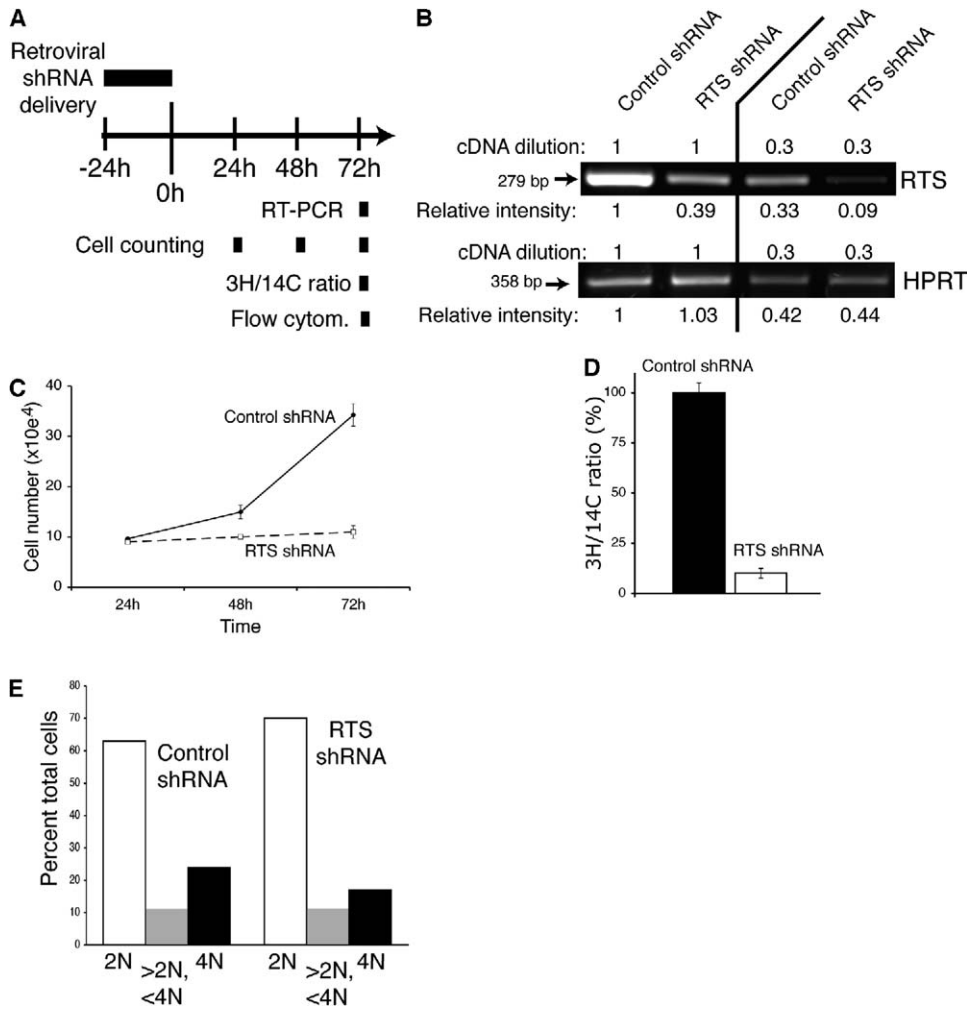 A
Retroviral
shRNA
delivery
-24h
0h
24h
48h
72h
RT-PCR
Cell counting
3H/14C ratio
Flow cytom.
B
Control shRNA
RTS shRNA
Control shRNA
RTS shRNA
cDNA dilution: 1 1 0.3 0.3
279 bp
RTS
Relative intensity: 1 0.39 0.33 0.09
cDNA dilution: 1 1 0.3 0.3
358 bp
HPRT
Relative intensity: 1 1.03 0.42 0.44
C
Cell number (x10e⁴)
40
30
20
10
0
Control shRNA
RTS shRNA
24h 48h 72h
Time
D
3H/14C ratio (%)
100
75
50
25
0
Control shRNA
RTS shRNA
E
Percent total cells
80
70
60
50
40
30
20
10
0
Control
shRNA
RTS
shRNA
2N >2N, <4N 4N
2N >2N, <4N 4N